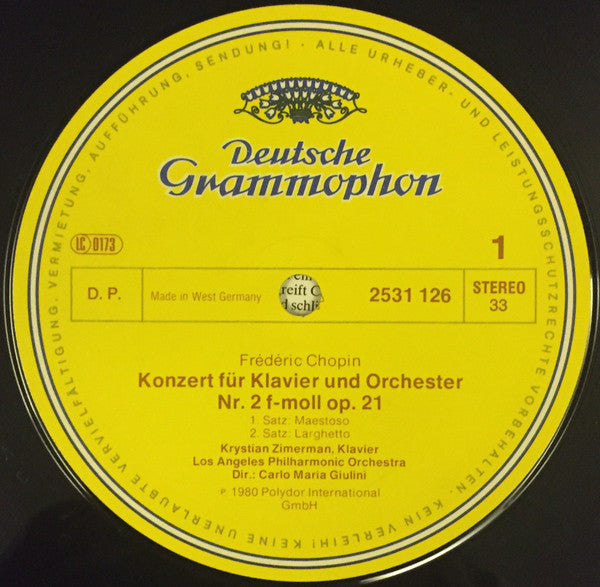 ALLE URHEBER- UND LEISTUNGSSCHUTZRECHTE VORBEHALTEN · KEIN VERLEIH! KEINE UNERLAUBTE VERVIELFÄLTIGUNG, VERMIETUNG, AUFFÜHRUNG, SENDUNG! ·
Deutsche
Grammophon
LC 0173
1
D. P.
Made in West Germany
reift
2531 126
STEREO
33
Frédéric Chopin
Konzert für Klavier und Orchester
Nr. 2 f-moll op. 21
1. Satz: Maestoso
2. Satz: Larghetto
Krystian Zimerman, Klavier
Los Angeles Philharmonic Orchestra
Dir.: Carlo Maria Giulini
℗ 1980 Polydor International
GmbH